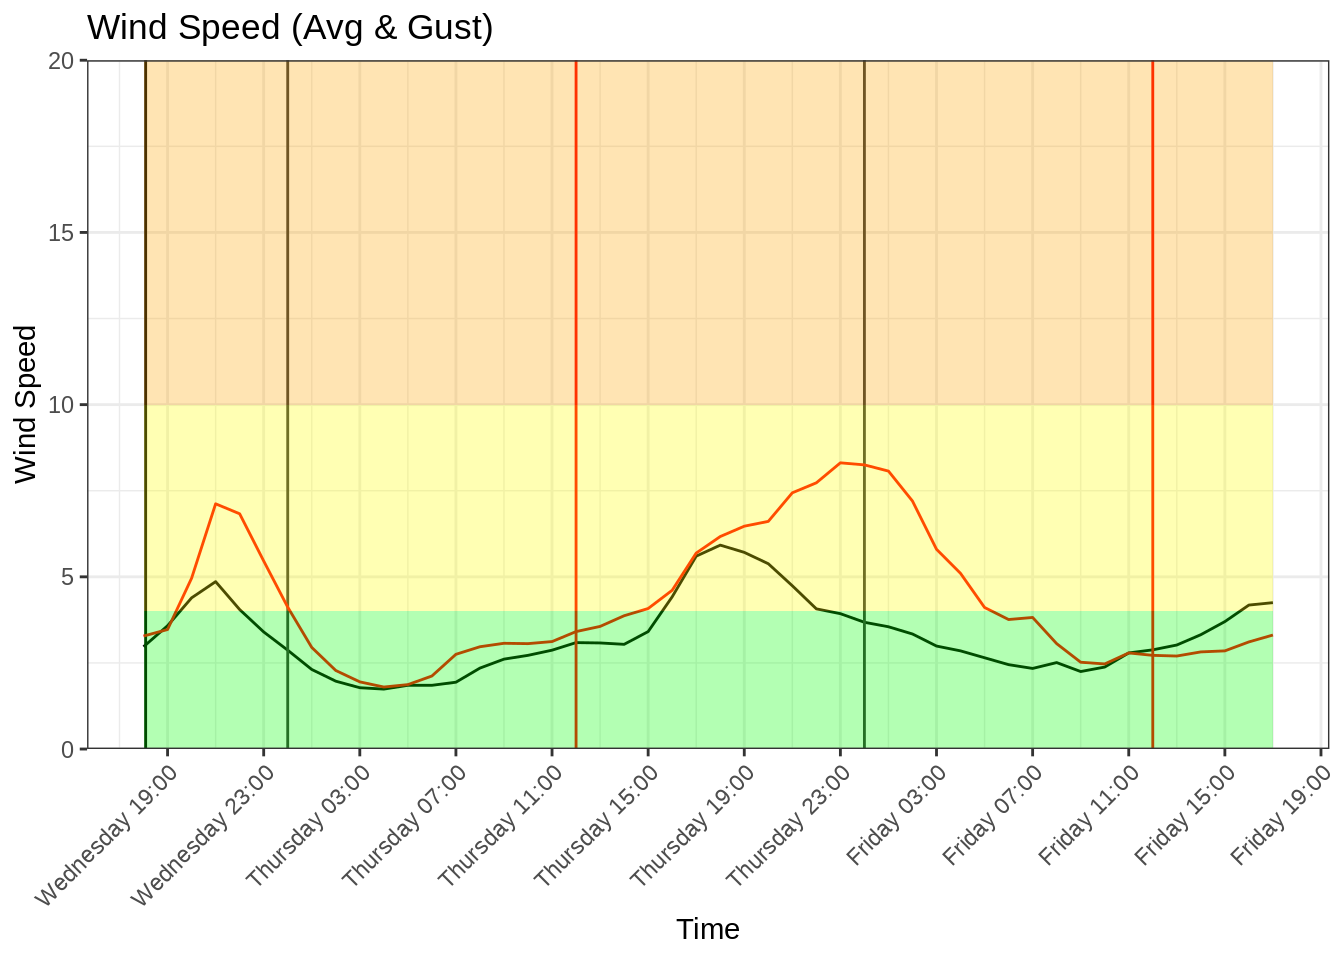 Wind Speed (Avg & Gust)
20
15
10
5
0
Wind Speed
Wednesday 19:00
Wednesday 23:00
Thursday 03:00
Thursday 07:00
Thursday 11:00
Thursday 15:00
Thursday 19:00
Thursday 23:00
Friday 03:00
Friday 07:00
Friday 11:00
Friday 15:00
Friday 19:00
Time